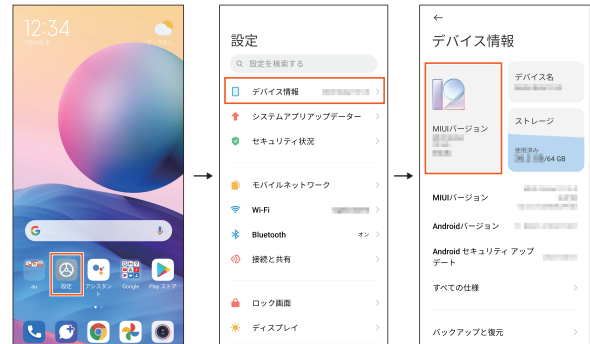 12:34
au
設定
アシスタント
Google
Play ストア
設定
設定を検索する
デバイス情報
システムアプリアップデーター
セキュリティ状況
モバイルネットワーク
Wi-Fi
Bluetooth
オン
接続と共有
ロック画面
ディスプレイ
デバイス情報
MIUIバージョン
デバイス名
ストレージ
使用済み
/64 GB
MIUIバージョン
Androidバージョン
Android セキュリティ アップ
デート
すべての仕様
バックアップと復元